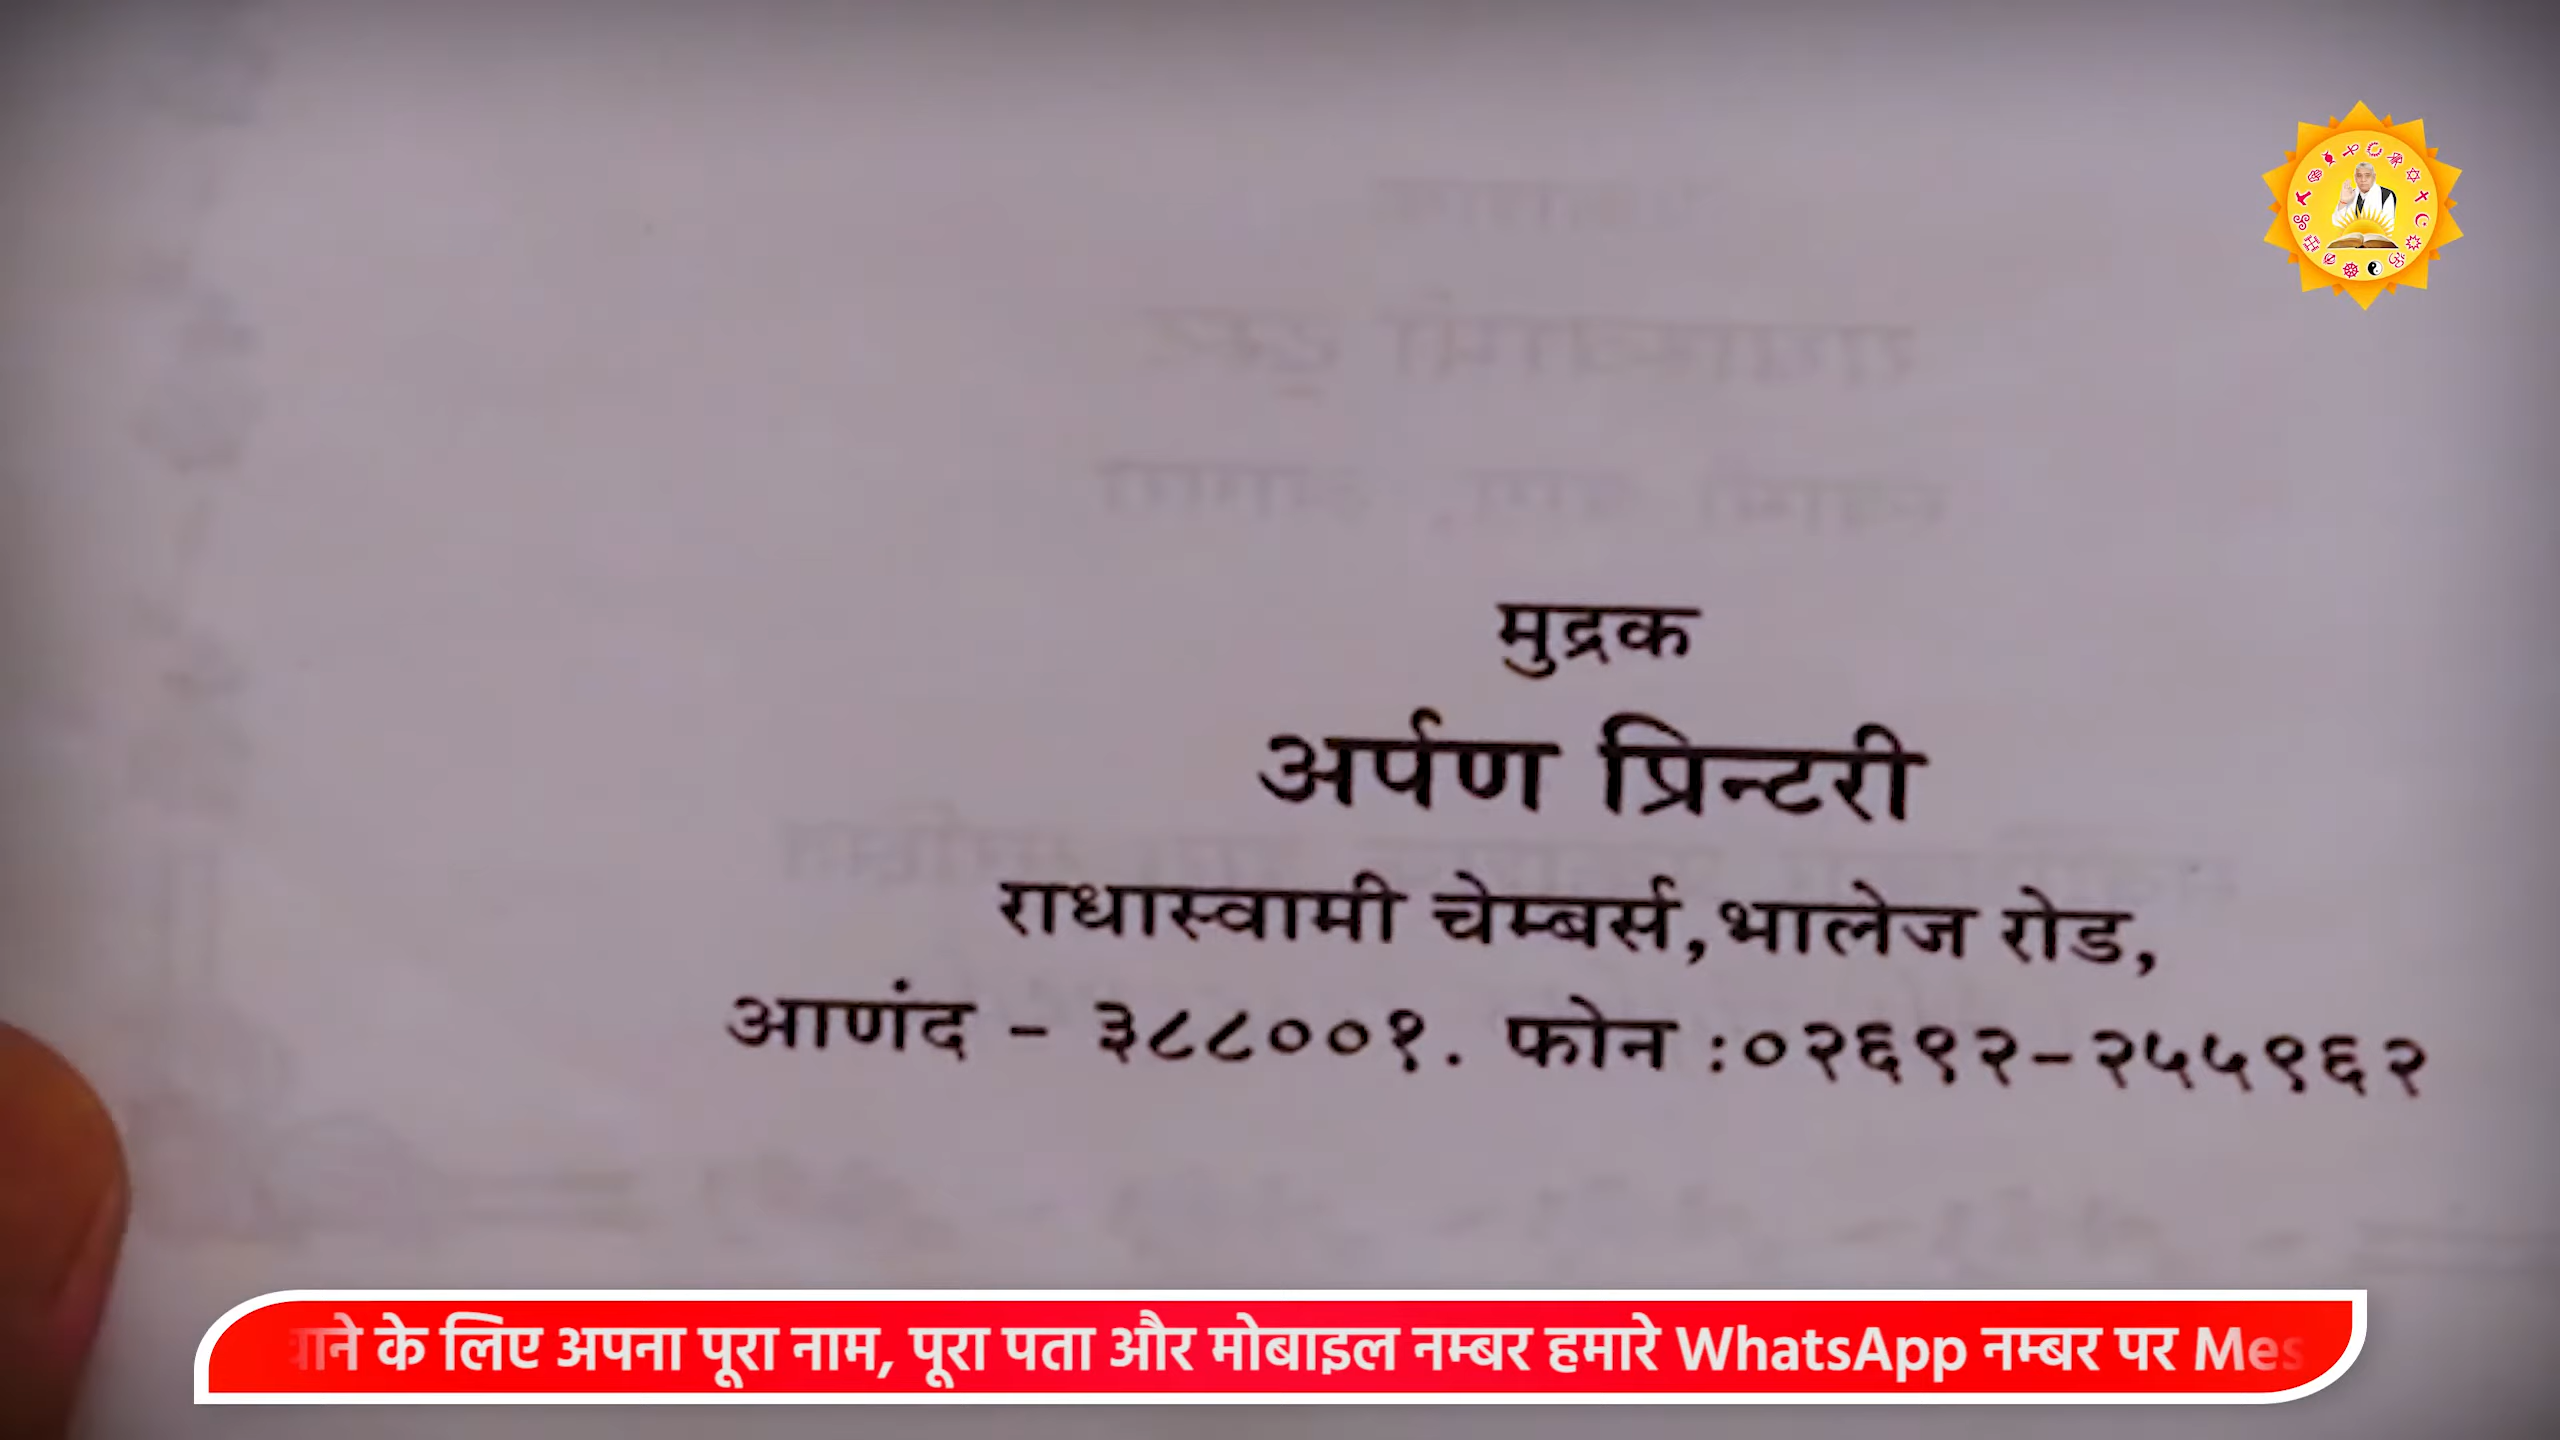 मुद्रक
अर्पण प्रिन्टरी
राधास्वामी चेम्बर्स,भालेज रोड,
आणंद - ३८८००१. फोन :०२६९२-२५५९६२
के लिए अपना पूरा नाम, पूरा पता और मोबाइल नम्बर हमारे WhatsApp नम्बर पर